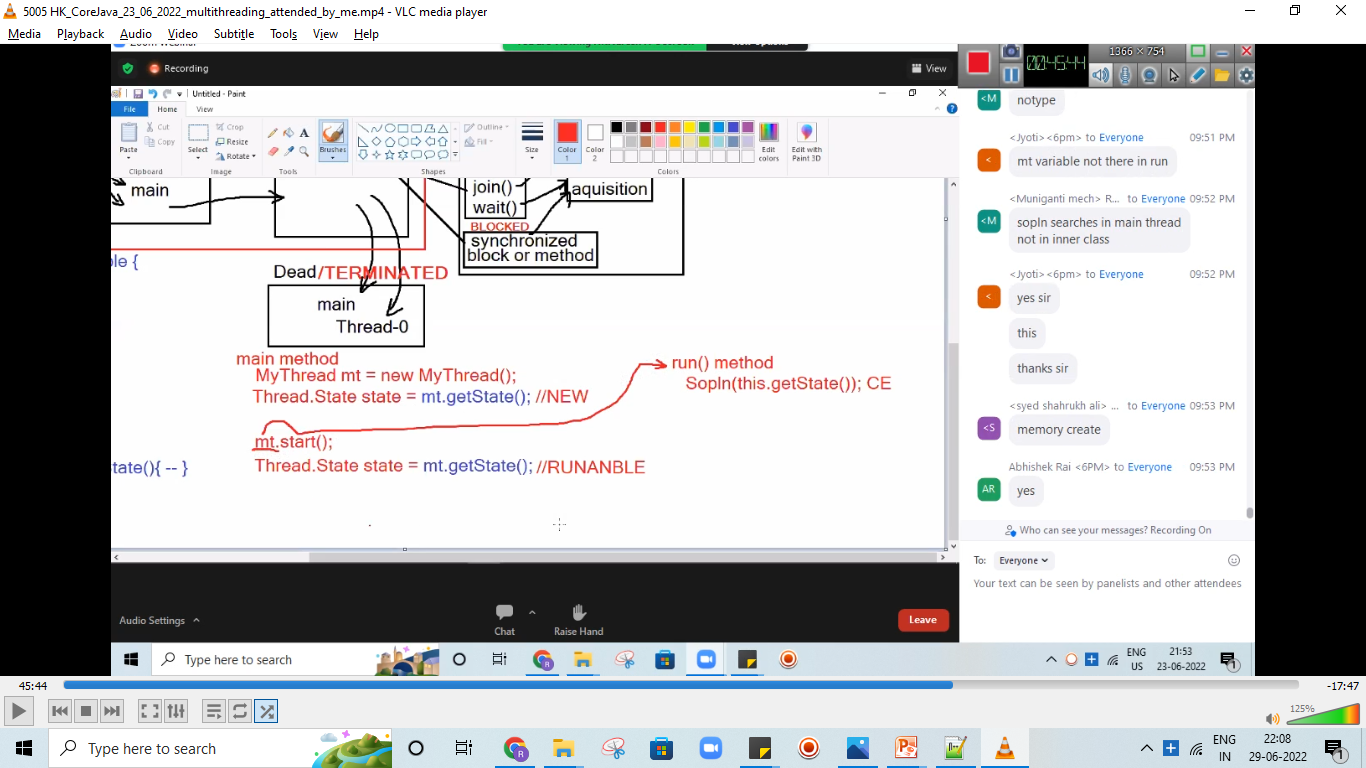 5005 HK_CoreJava_23_06_2022_multithreading_attended_by_me.mp4 - VLC media player
Media Playback Audio Video Subtitle Tools View Help
Recording
View
1366 × 754
00:45:44
Untitled - Paint
File Home View
Paste
Cut
Copy
Clipboard
Select
Crop
Resize
Rotate
Image
Tools
Brushes
Shapes
Outline
Fill
Size
Color 1
Color 2
Edit colors
Edit with Paint 3D
Colors
main
join()
wait()
aquisition
BLOCKED
synchronized
block or method
ble {
Dead/TERMINATED
main
Thread-0
main method
MyThread mt = new MyThread();
Thread.State state = mt.getState(); //NEW
run() method
Sopln(this.getState()); CE
mt.start();
tate(){ -- }
Thread.State state = mt.getState(); //RUNANBLE
<M
notype
<Jyoti> <6pm> to Everyone 09:51 PM
<
mt variable not there in run
<Muniganti mech> R... to Everyone 09:52 PM
<M
sopln searches in main thread
not in inner class
<Jyoti> <6pm> to Everyone 09:52 PM
<
yes sir
this
thanks sir
<syed shahrukh ali> ... to Everyone 09:53 PM
<S
memory create
Abhishek Rai <6PM> to Everyone 09:53 PM
AR
yes
Who can see your messages? Recording On
To: Everyone
Your text can be seen by panelists and other attendees
Audio Settings
Chat
Raise Hand
Leave
Type here to search
ENG
US
21:53
23-06-2022
1
45:44
-17:47
125%
Type here to search
ENG
IN
22:08
29-06-2022
1